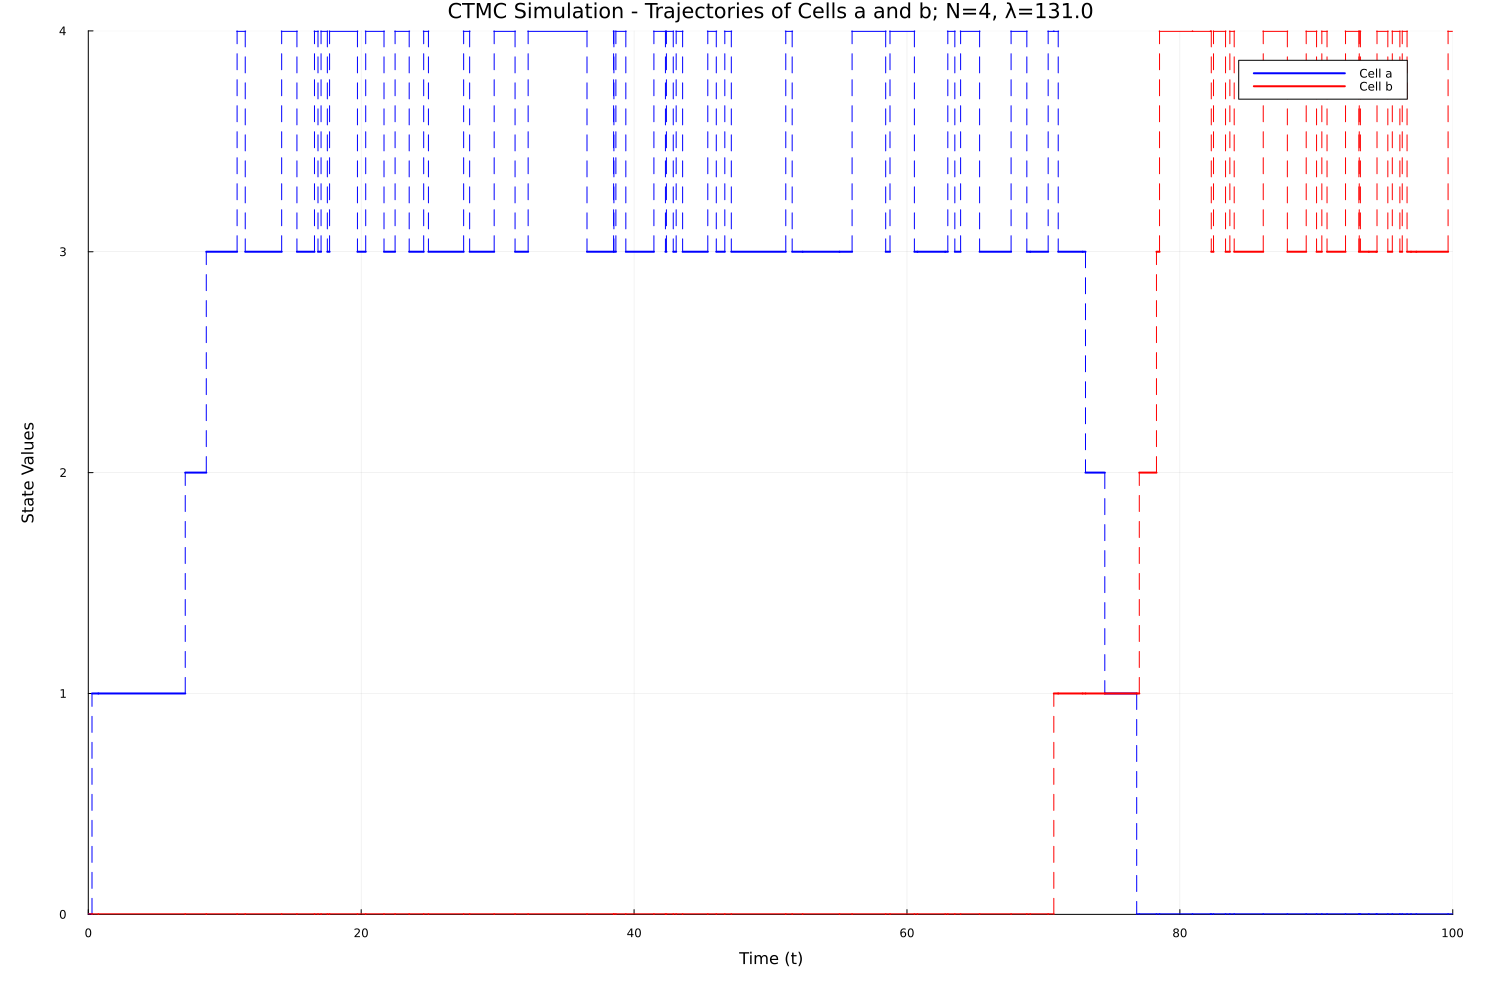 CTMC Simulation - Trajectories of Cells a and b; N=4, λ=131.0
4
Cell a
Cell b
3
State Values
2
1
0
0 20 40 60 80 100
Time (t)